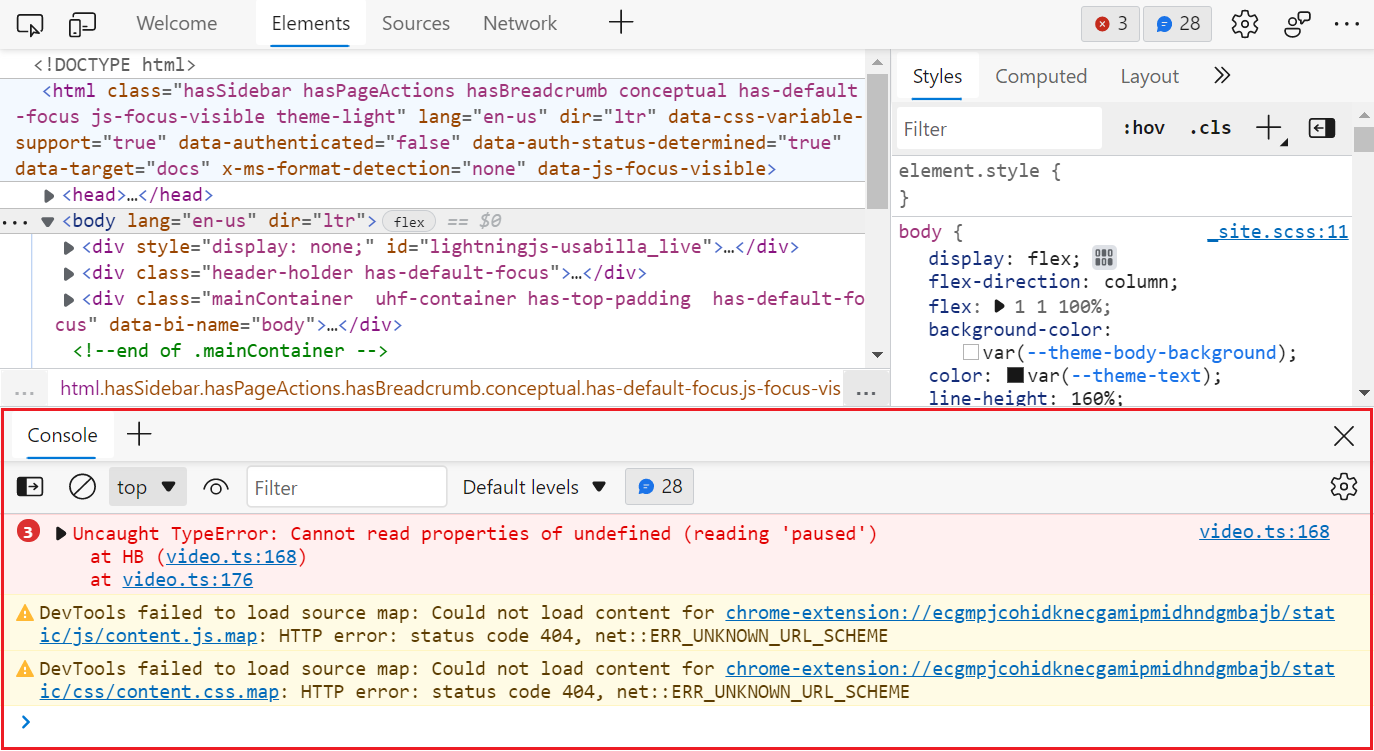 Welcome Elements Sources Network 3 28
<!DOCTYPE html>
<html class="hasSidebar hasPageActions hasBreadcrumb conceptual has-default
-focus js-focus-visible theme-light" lang="en-us" dir="ltr" data-css-variable-
support="true" data-authenticated="false" data-auth-status-determined="true"
data-target="docs" x-ms-format-detection="none" data-js-focus-visible>
<head>…</head>
<body lang="en-us" dir="ltr"> flex == $0
<div style="display: none;" id="lightningjs-usabilla_live">…</div>
<div class="header-holder has-default-focus">…</div>
<div class="mainContainer  uhf-container has-top-padding  has-default-fo
cus" data-bi-name="body">…</div>
<!--end of .mainContainer -->
... html.hasSidebar.hasPageActions.hasBreadcrumb.conceptual.has-default-focus.js-focus-vis ...
Styles Computed Layout
Filter :hov .cls
element.style {
}
body { _site.scss:11
display: flex;
flex-direction: column;
flex: 1 1 100%;
background-color:
var(--theme-body-background);
color: var(--theme-text);
line-height: 160%;
Console
top Filter Default levels 28
3 Uncaught TypeError: Cannot read properties of undefined (reading 'paused') video.ts:168
at HB (video.ts:168)
at video.ts:176
DevTools failed to load source map: Could not load content for chrome-extension://ecgmpjcohidknecgamipmidhndgmbajb/stat
ic/js/content.js.map: HTTP error: status code 404, net::ERR_UNKNOWN_URL_SCHEME
DevTools failed to load source map: Could not load content for chrome-extension://ecgmpjcohidknecgamipmidhndgmbajb/stat
ic/css/content.css.map: HTTP error: status code 404, net::ERR_UNKNOWN_URL_SCHEME